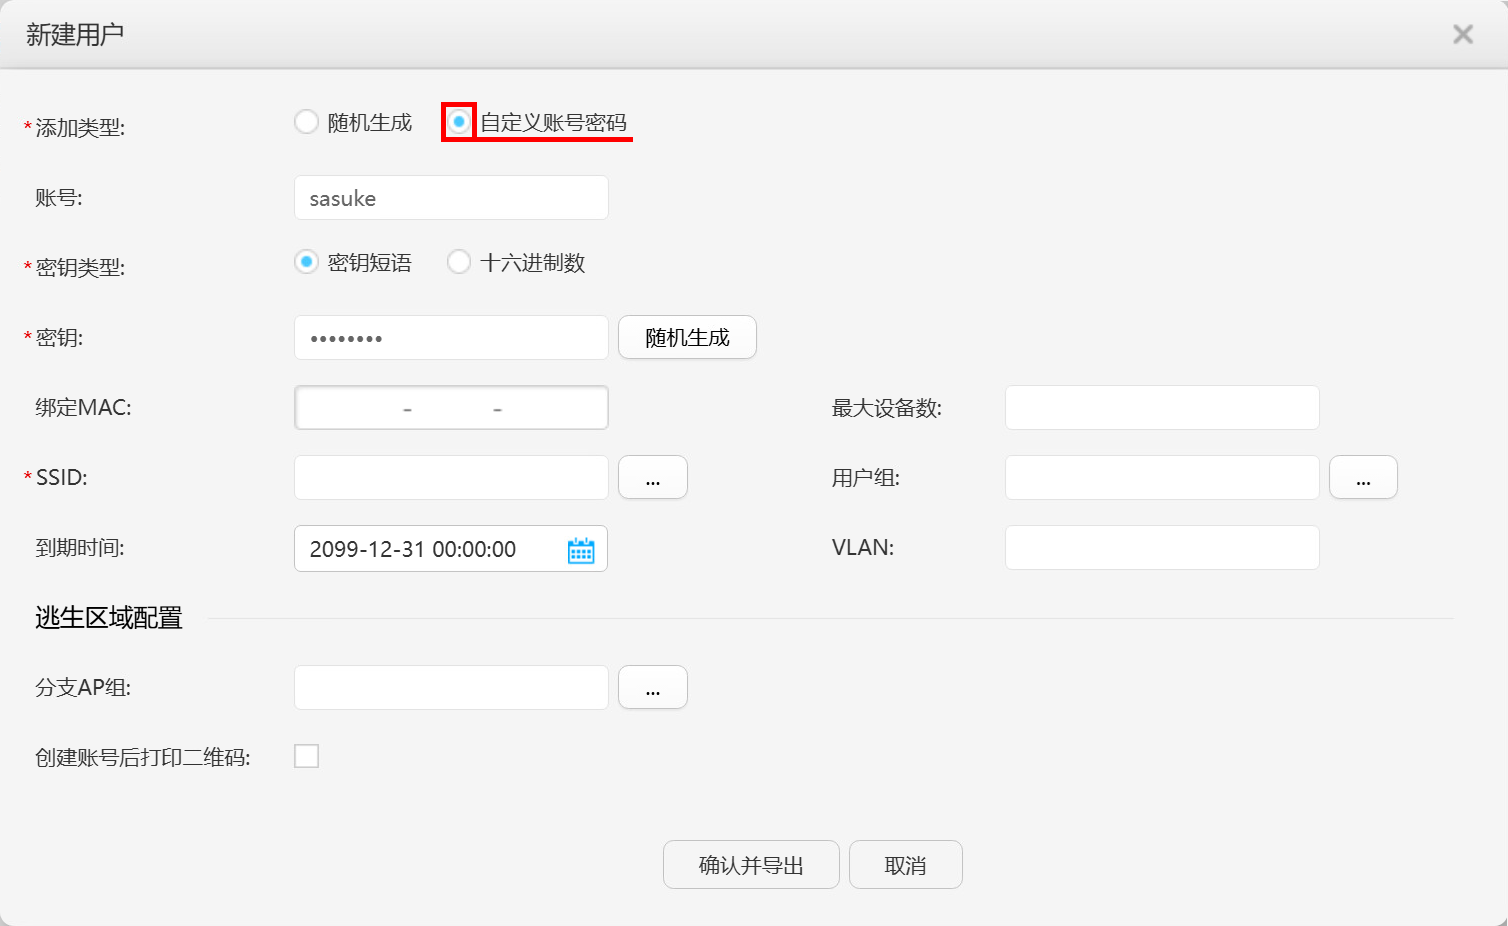 新建用户
*添加类型: 随机生成 自定义账号密码
账号: sasuke
*密钥类型: 密钥短语 十六进制数
*密钥: •••••••• 随机生成
绑定MAC: - - 最大设备数:
*SSID: ... 用户组: ...
到期时间: 2099-12-31 00:00:00 VLAN:
逃生区域配置
分支AP组: ...
创建账号后打印二维码:
确认并导出 取消